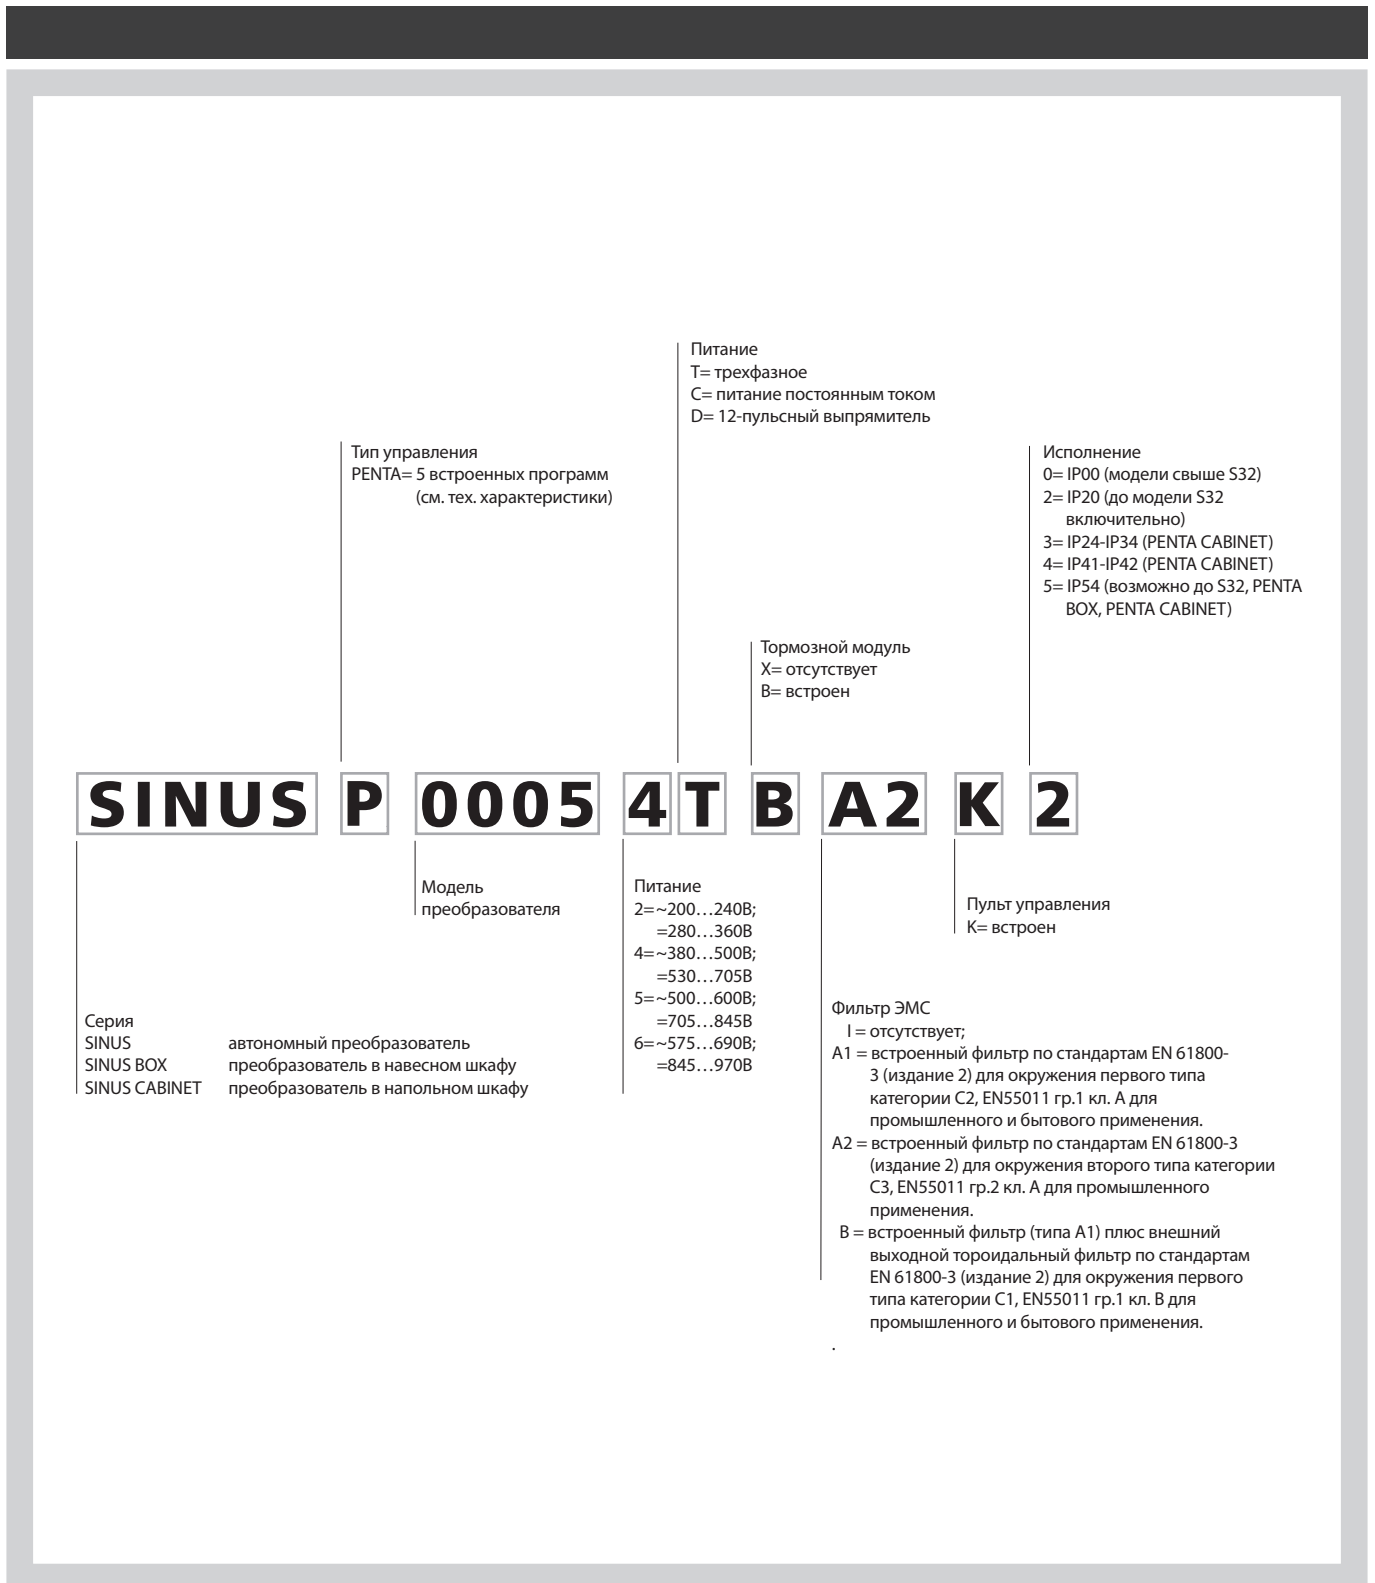 Питание
T= трехфазное
C= питание постоянным током
D= 12-пульсный выпрямитель
Тип управления
PENTA= 5 встроенных программ
(см. тех. характеристики)
Исполнение
0= IP00 (модели свыше S32)
2= IP20 (до модели S32
включительно)
3= IP24-IP34 (PENTA CABINET)
4= IP41-IP42 (PENTA CABINET)
5= IP54 (возможно до S32, PENTA
BOX, PENTA CABINET)
Тормозной модуль
X= отсутствует
B= встроен
SINUS P 0005 4 T B A2 K 2
Модель
преобразователя
Питание
2=~200…240В;
=280…360В
4=~380…500В;
=530…705В
5=~500…600В;
=705…845В
6=~575…690В;
=845…970В
Пульт управления
K= встроен
Серия
SINUS автономный преобразователь
SINUS BOX преобразователь в навесном шкафу
SINUS CABINET преобразователь в напольном шкафу
Фильтр ЭМС
I = отсутствует;
A1 = встроенный фильтр по стандартам EN 61800-
3 (издание 2) для окружения первого типа
категории C2, EN55011 гр.1 кл. A для
промышленного и бытового применения.
A2 = встроенный фильтр по стандартам EN 61800-3
(издание 2) для окружения второго типа категории
C3, EN55011 гр.2 кл. A для промышленного
применения.
B = встроенный фильтр (типа A1) плюс внешний
выходной тороидальный фильтр по стандартам
EN 61800-3 (издание 2) для окружения первого
типа категории C1, EN55011 гр.1 кл. B для
промышленного и бытового применения.
.